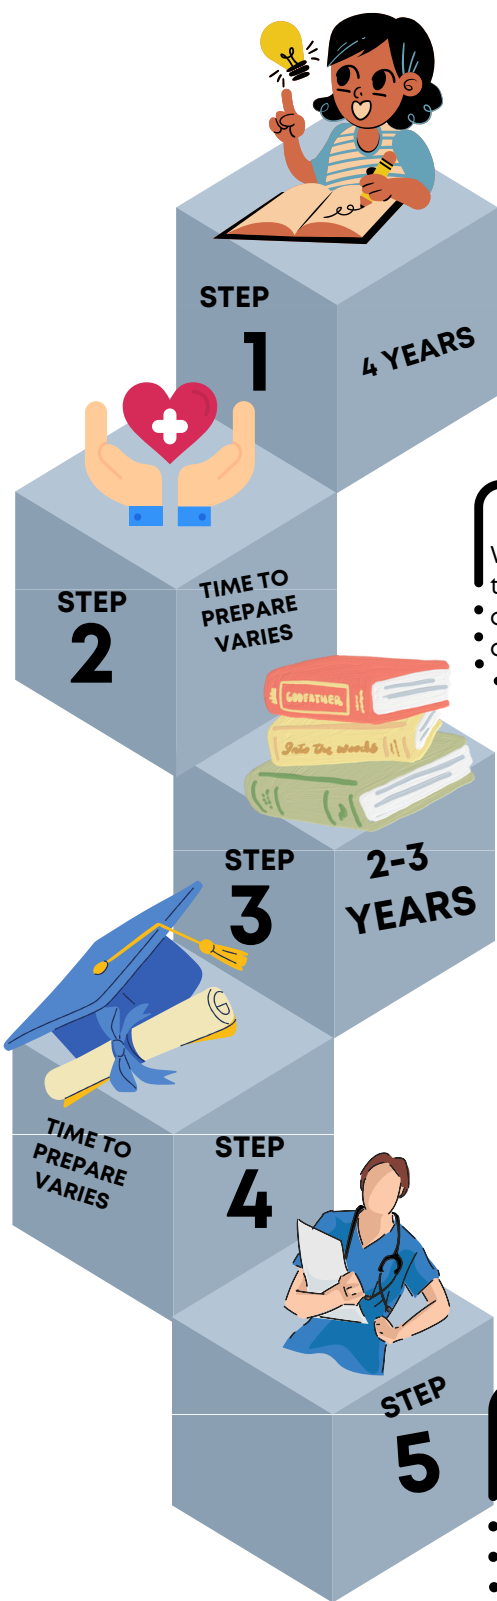 STEP
1
4 YEARS
STEP
2
TIME TO
PREPARE
VARIES
GODFATHER
Into the woods
STEP
3
2-3
YEARS
TIME TO
PREPARE
VARIES
STEP
4
STEP
5